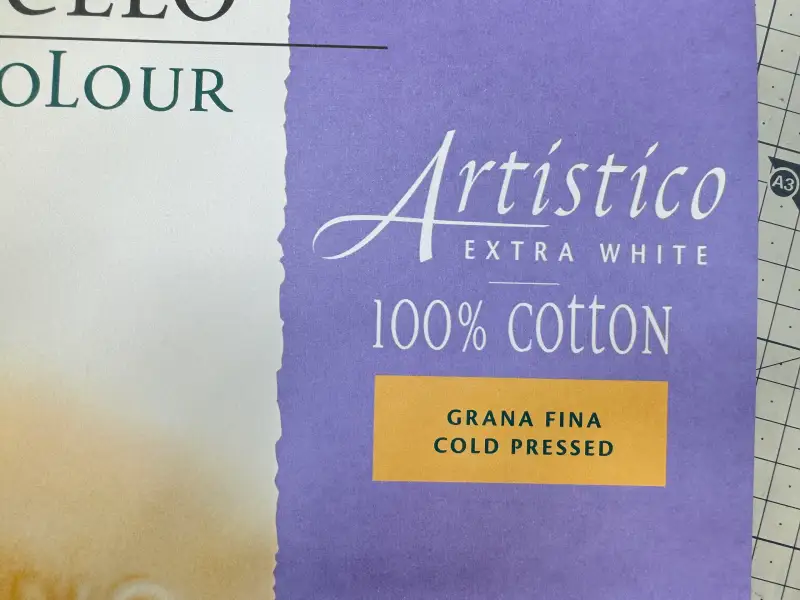 OLOUR
Artistico
EXTRA WHITE
100% COTTON
GRANA FINA
COLD PRESSED
A3